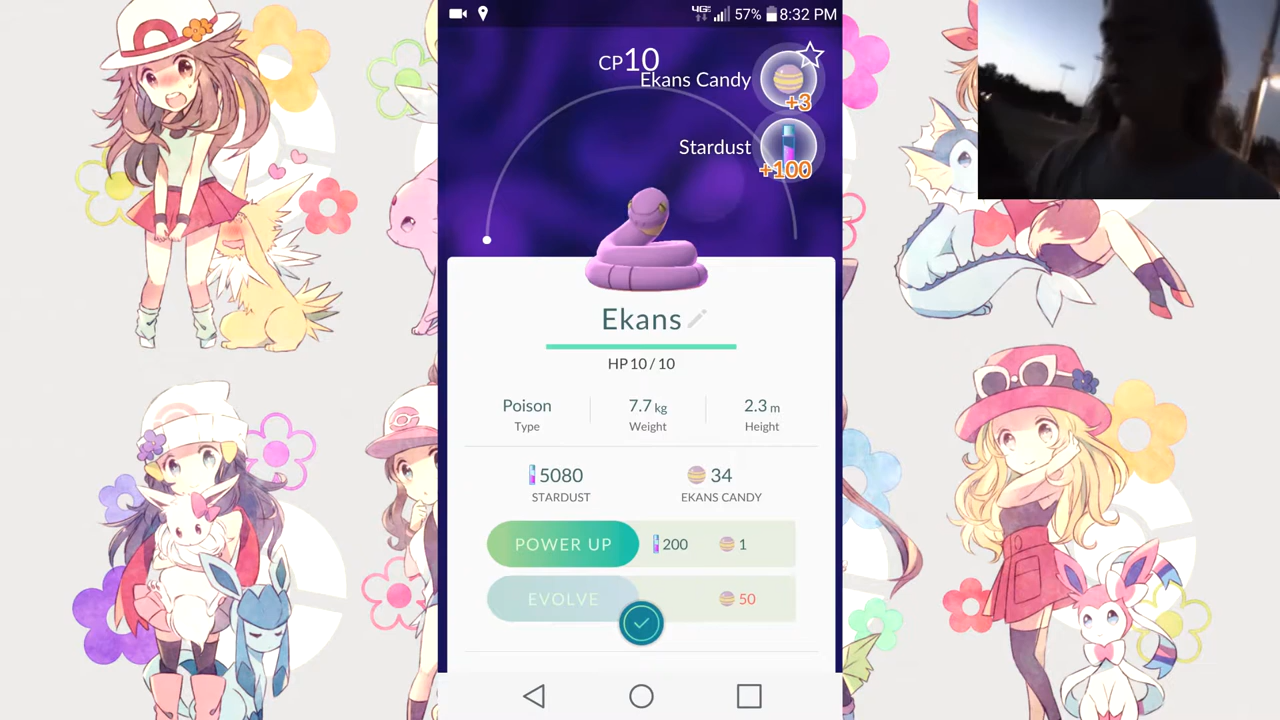 4GE 57% 8:32 PM
CP10
Ekans Candy
+3
Stardust
+100
Ekans
HP 10 / 10
Poison 7.7 kg 2.3 m
Type Weight Height
5080 34
STARDUST EKANS CANDY
POWER UP 200 1
EVOLVE 50